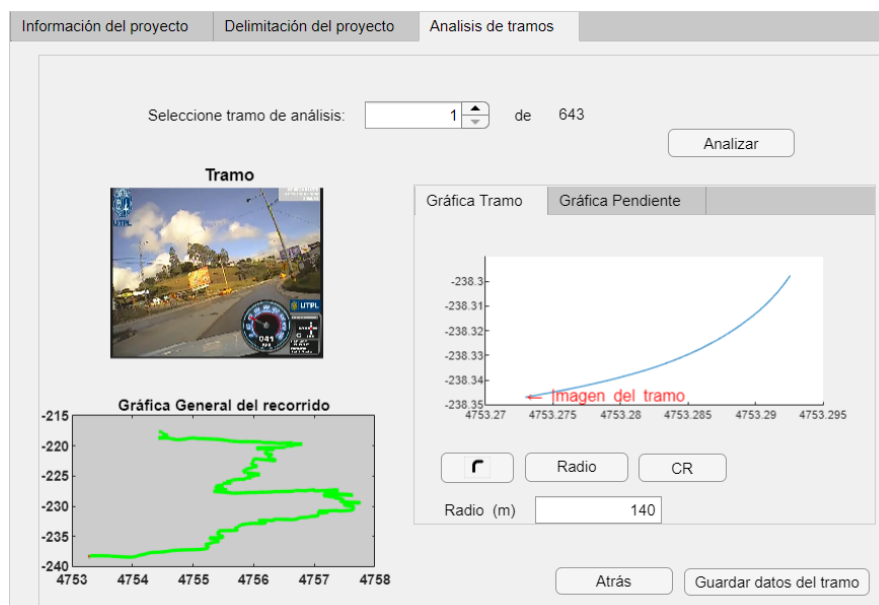 Información del proyecto Delimitación del proyecto Analisis de tramos
Seleccione tramo de análisis: 1 de 643
Analizar
Tramo
UTPL
UTPL
041
Gráfica Tramo Gráfica Pendiente
-238.3
-238.31
-238.32
-238.33
-238.34
-238.35
← Imagen del tramo
4753.27 4753.275 4753.28 4753.285 4753.29 4753.295
Radio CR
Radio (m) 140
Gráfica General del recorrido
-215
-220
-225
-230
-235
-240
4753 4754 4755 4756 4757 4758
Atrás Guardar datos del tramo